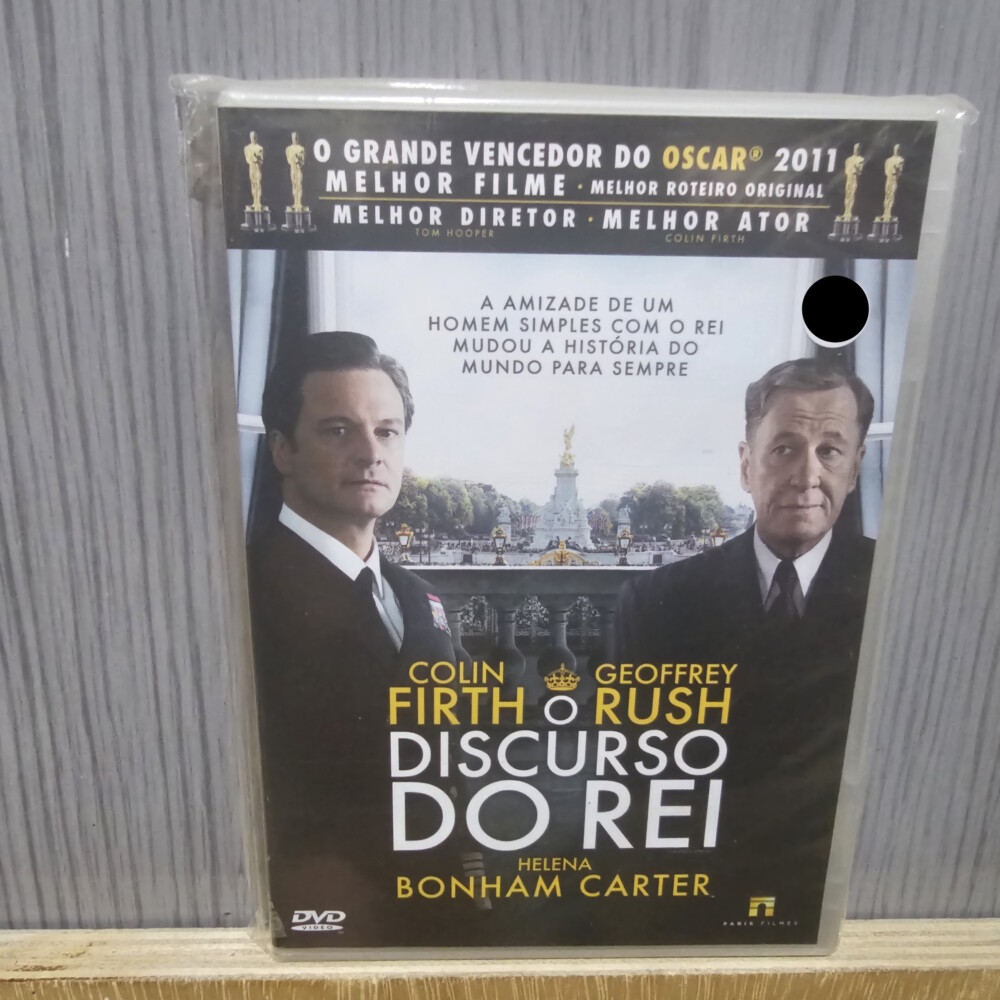 O GRANDE VENCEDOR DO OSCAR® 2011
MELHOR FILME · MELHOR ROTEIRO ORIGINAL
MELHOR DIRETOR · MELHOR ATOR
TOM HOOPER COLIN FIRTH
A AMIZADE DE UM
HOMEM SIMPLES COM O REI
MUDOU A HISTÓRIA DO
MUNDO PARA SEMPRE
COLIN GEOFFREY
FIRTH O RUSH
DISCURSO
DO REI
HELENA
BONHAM CARTER
DVD
VIDEO
PARIS FILMES